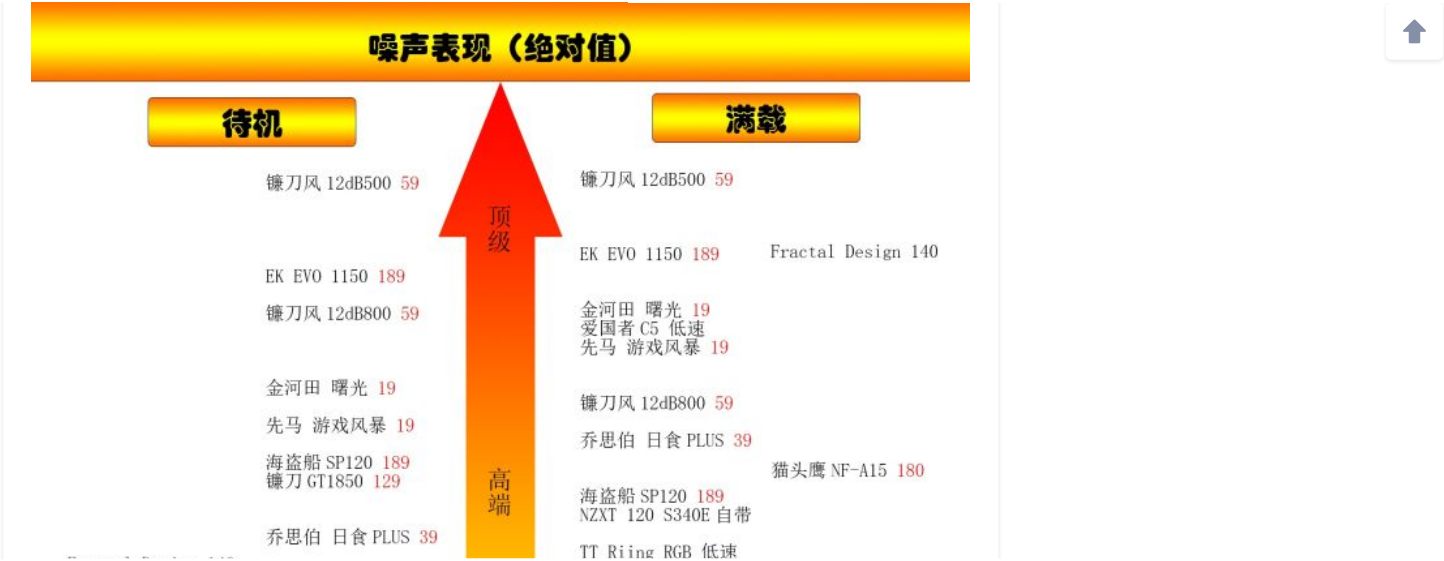 噪声表现（绝对值）
待机
满载
镰刀风 12dB500 59
镰刀风 12dB500 59
顶级
EK EVO 1150 189
Fractal Design 140
EK EVO 1150 189
镰刀风 12dB800 59
金河田 曙光 19
爱国者 C5 低速
先马 游戏风暴 19
金河田 曙光 19
镰刀风 12dB800 59
先马 游戏风暴 19
乔思伯 日食 PLUS 39
海盗船 SP120 189
镰刀 GT1850 129
高端
猫头鹰 NF-A15 180
海盗船 SP120 189
NZXT 120 S340E 自带
乔思伯 日食 PLUS 39
TT Riing RGB 低速